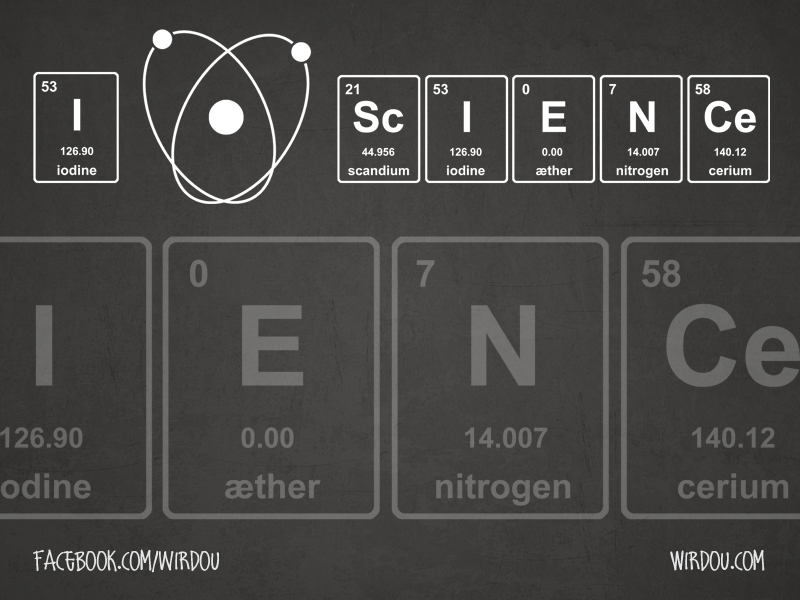 53
I
126.90
iodine
21
Sc
44.956
scandium
53
I
126.90
iodine
0
E
0.00
æther
7
N
14.007
nitrogen
58
Ce
140.12
cerium
I
126.90
odine
0
E
0.00
æther
7
N
14.007
nitrogen
58
Ce
140.12
cerium
FACEBOOK.COM/WIRDOU
WIRDOU.COM